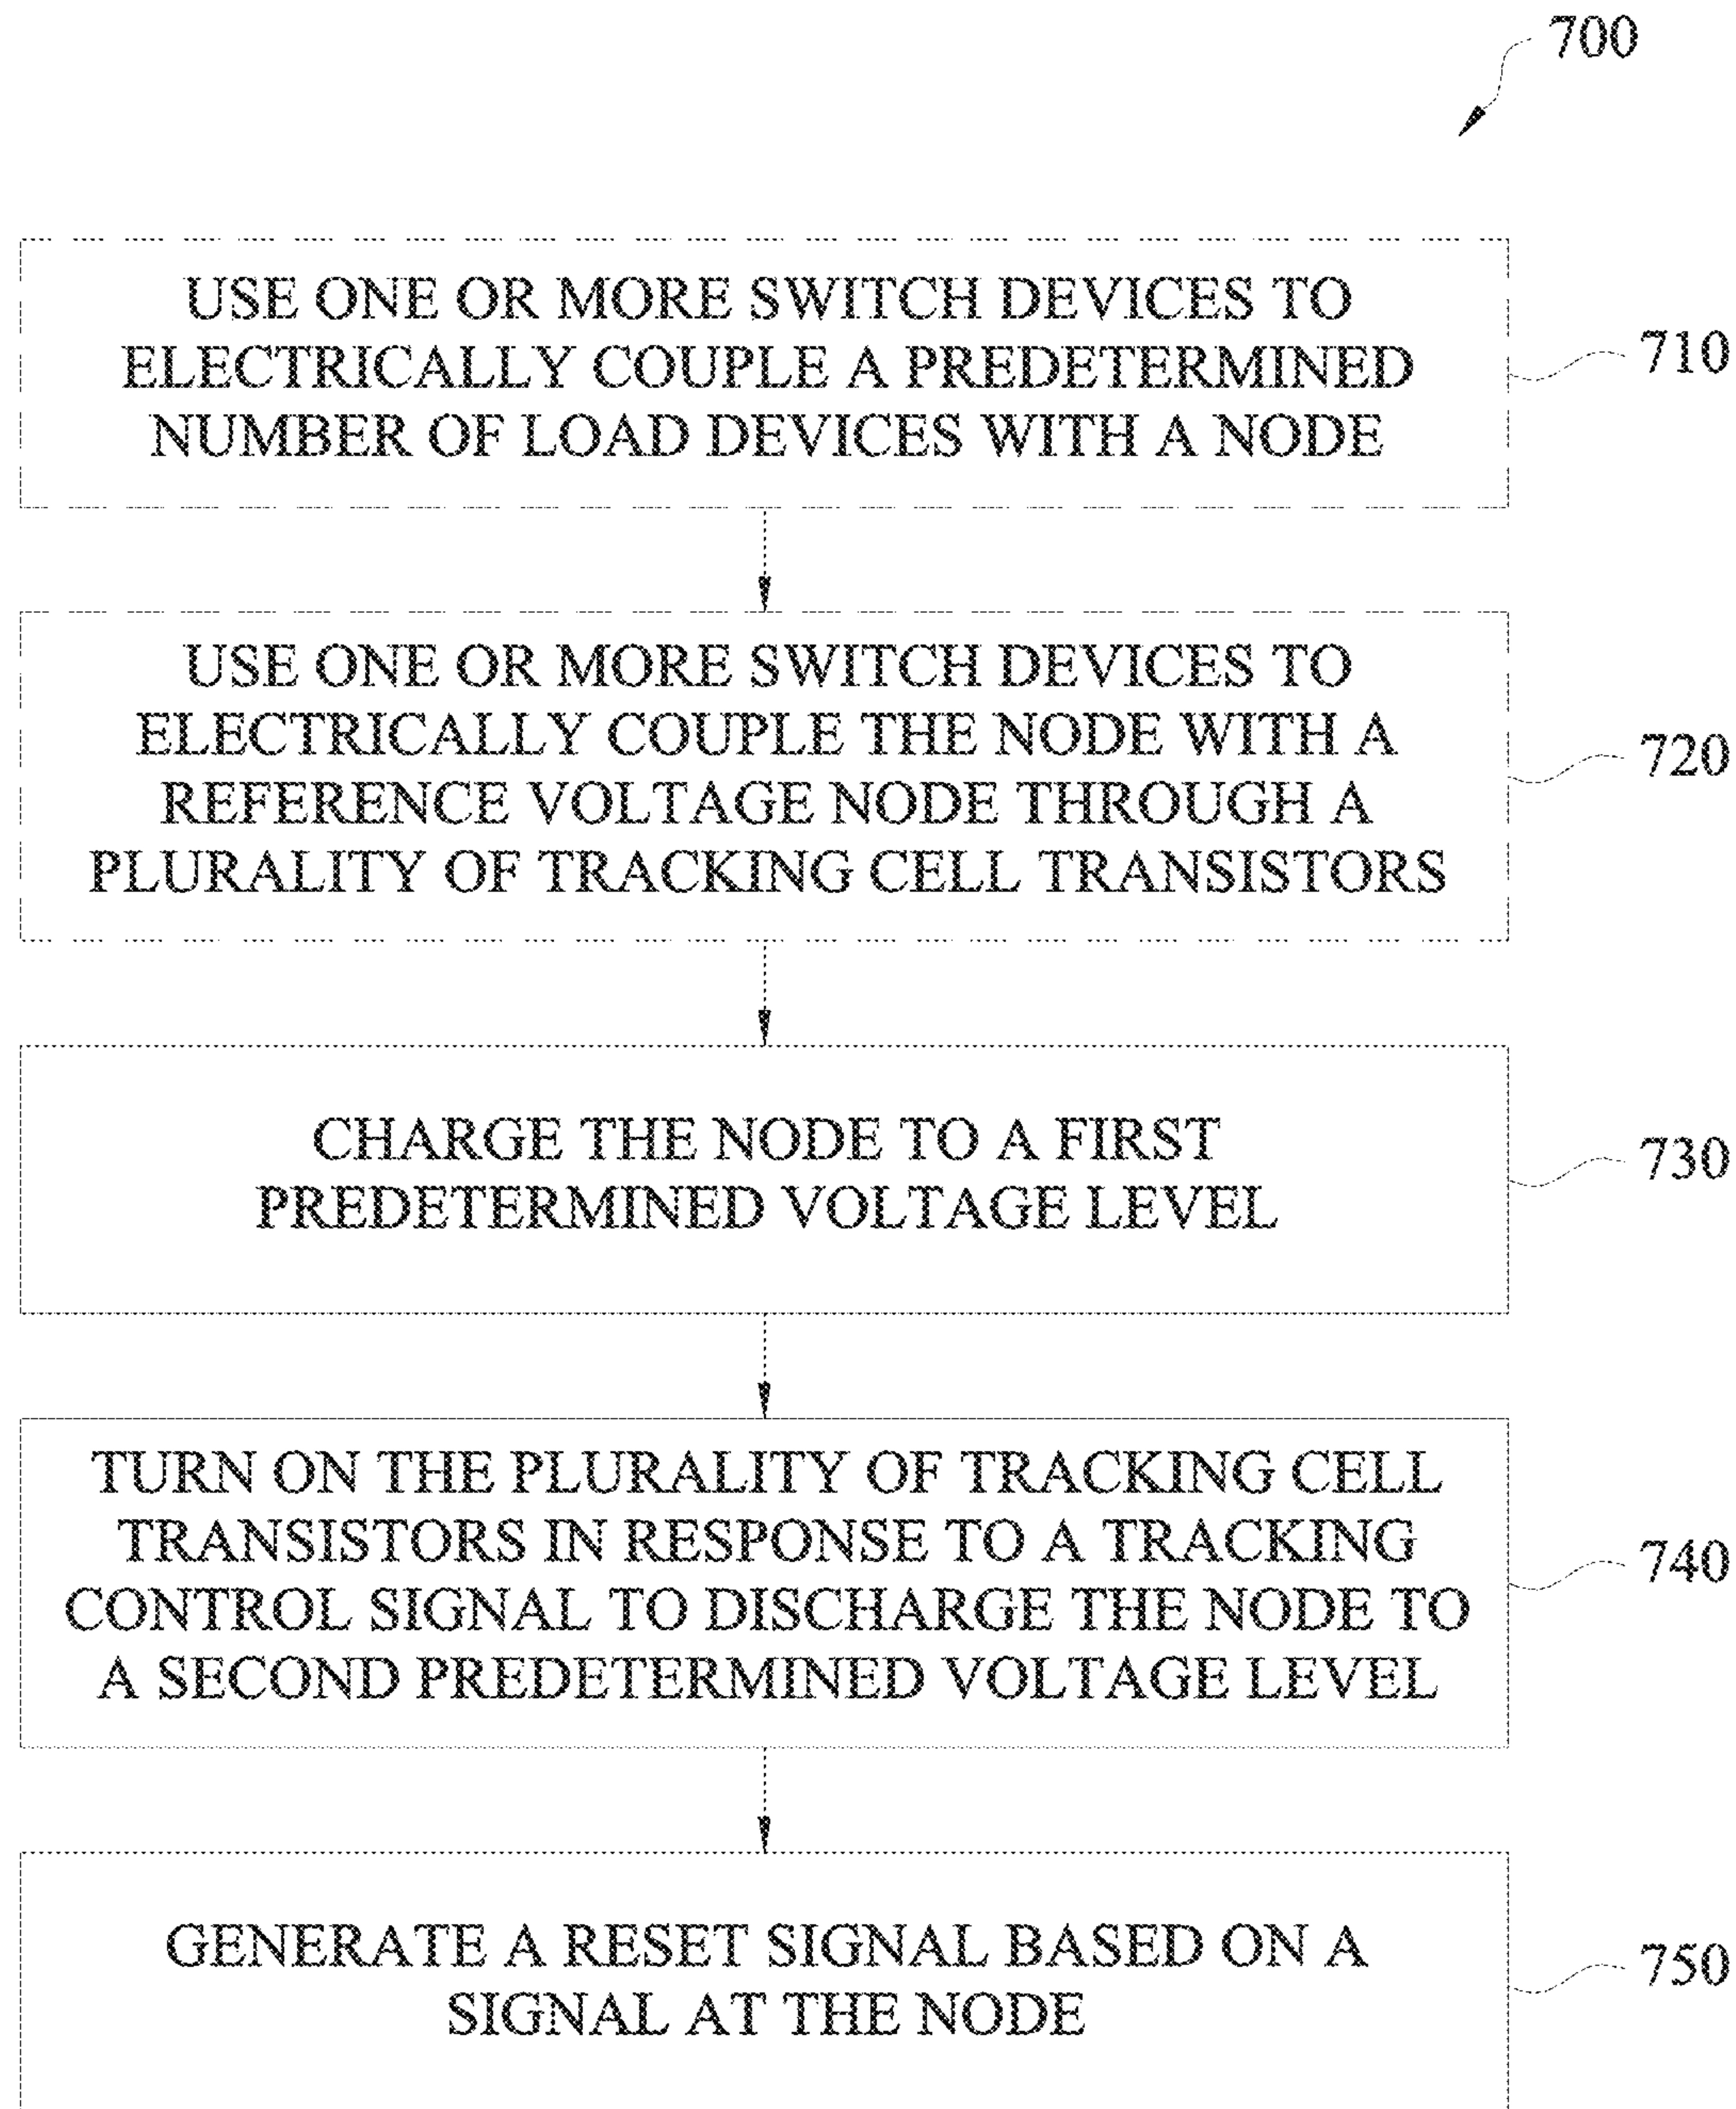 700
USE ONE OR MORE SWITCH DEVICES TO
ELECTRICALLY COUPLE A PREDETERMINED
NUMBER OF LOAD DEVICES WITH A NODE
710
USE ONE OR MORE SWITCH DEVICES TO
ELECTRICALLY COUPLE THE NODE WITH A
REFERENCE VOLTAGE NODE THROUGH A
PLURALITY OF TRACKING CELL TRANSISTORS
720
CHARGE THE NODE TO A FIRST
PREDETERMINED VOLTAGE LEVEL
730
TURN ON THE PLURALITY OF TRACKING CELL
TRANSISTORS IN RESPONSE TO A TRACKING
CONTROL SIGNAL TO DISCHARGE THE NODE TO
A SECOND PREDETERMINED VOLTAGE LEVEL
740
GENERATE A RESET SIGNAL BASED ON A
SIGNAL AT THE NODE
750